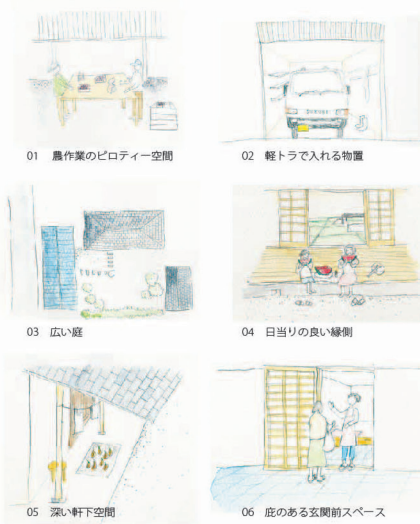 01 農作業のピロティー空間
02 軽トラで入れる物置
03 広い庭
04 日当りの良い縁側
05 深い軒下空間
06 庇のある玄関前スペース